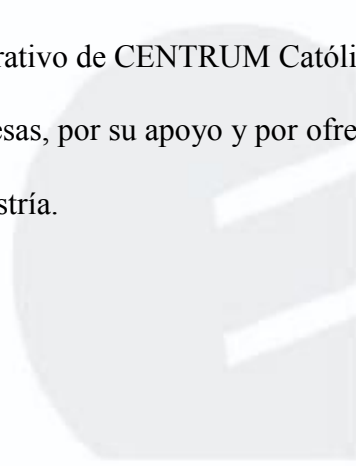 rativo de CENTRUM Católi
esas, por su apoyo y por ofre
stría.